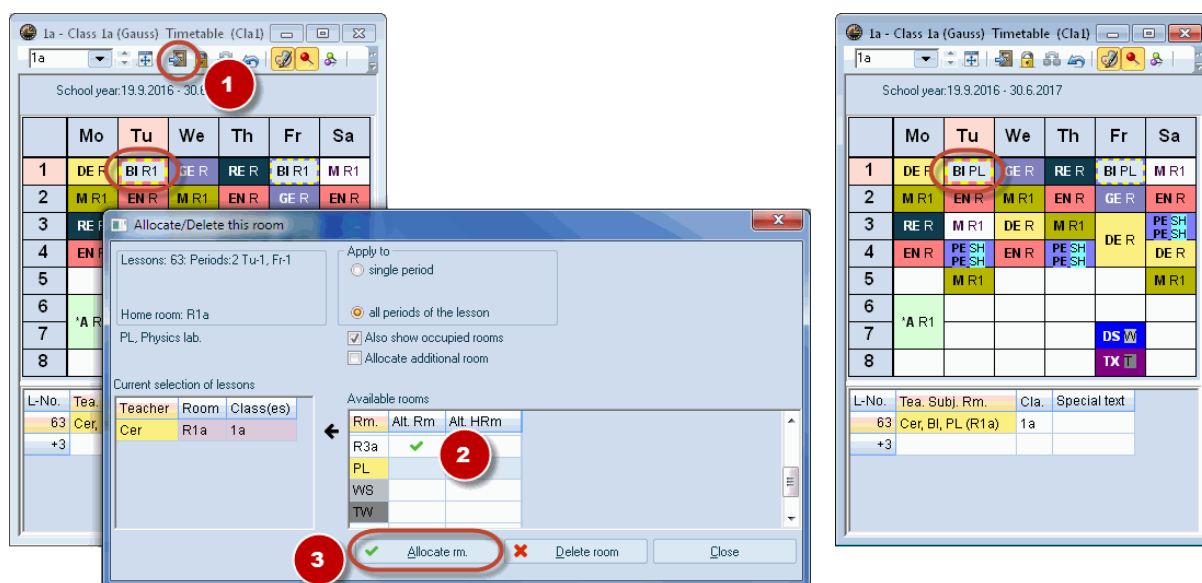 1a - Class 1a (Gauss) Timetable (Cla1)
1a
1
School year:19.9.2016 - 30.6
Mo Tu We Th Fr Sa
1 DE R BI R1 GE R RE R BI R1 M R1
2 M R1 EN R M R1 EN R GE R EN R
3 RE R
4 EN R
5
6
*A R
7
8
L-No. Tea.
63 Cer,
+3
Allocate/Delete this room
Lessons: 63: Periods:2 Tu-1, Fr-1
Home room: R1a
PL, Physics lab.
Apply to
single period
all periods of the lesson
Also show occupied rooms
Allocate additional room
Current selection of lessons
Teacher Room Class(es)
Cer R1a 1a
Available rooms
Rm. Alt. Rm Alt. HRm
R3a
PL
WS
TW
2
3
Allocate rm. Delete room Close
1a - Class 1a (Gauss) Timetable (Cla1)
1a
School year:19.9.2016 - 30.6.2017
Mo Tu We Th Fr Sa
1 DE R BI PL GE R RE R BI PL M R1
2 M R1 EN R M R1 EN R GE R EN R
3 RE R M R1 DE R M R1 DE R PE SH
PE SH
4 EN R PE SH EN R PE SH DE R
PE SH PE SH
5 M R1 M R1
6
*A R1
7 DS W
8 TX T
L-No. Tea. Subj. Rm. Cla. Special text
63 Cer, BI, PL (R1a) 1a
+3